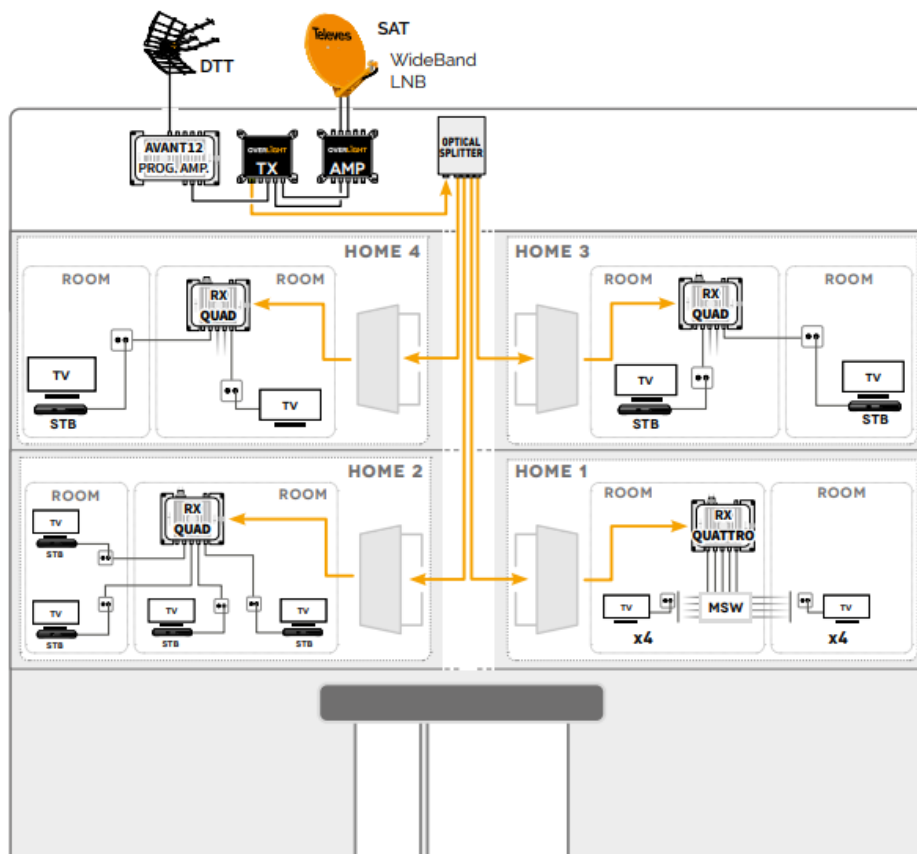 Televes
SAT
WideBand
LNB
DTT
AVANT12
PROG. AMP.
OVERLIGHT
TX
OVERLIGHT
AMP
OPTICAL
SPLITTER
HOME 4
ROOM
ROOM
RX
QUAD
TV
STB
TV
HOME 3
ROOM
ROOM
RX
QUAD
TV
STB
TV
STB
HOME 2
ROOM
ROOM
RX
QUAD
TV
STB
TV
STB
TV
STB
TV
STB
HOME 1
ROOM
ROOM
RX
QUATTRO
TV
MSW
TV
x4
x4